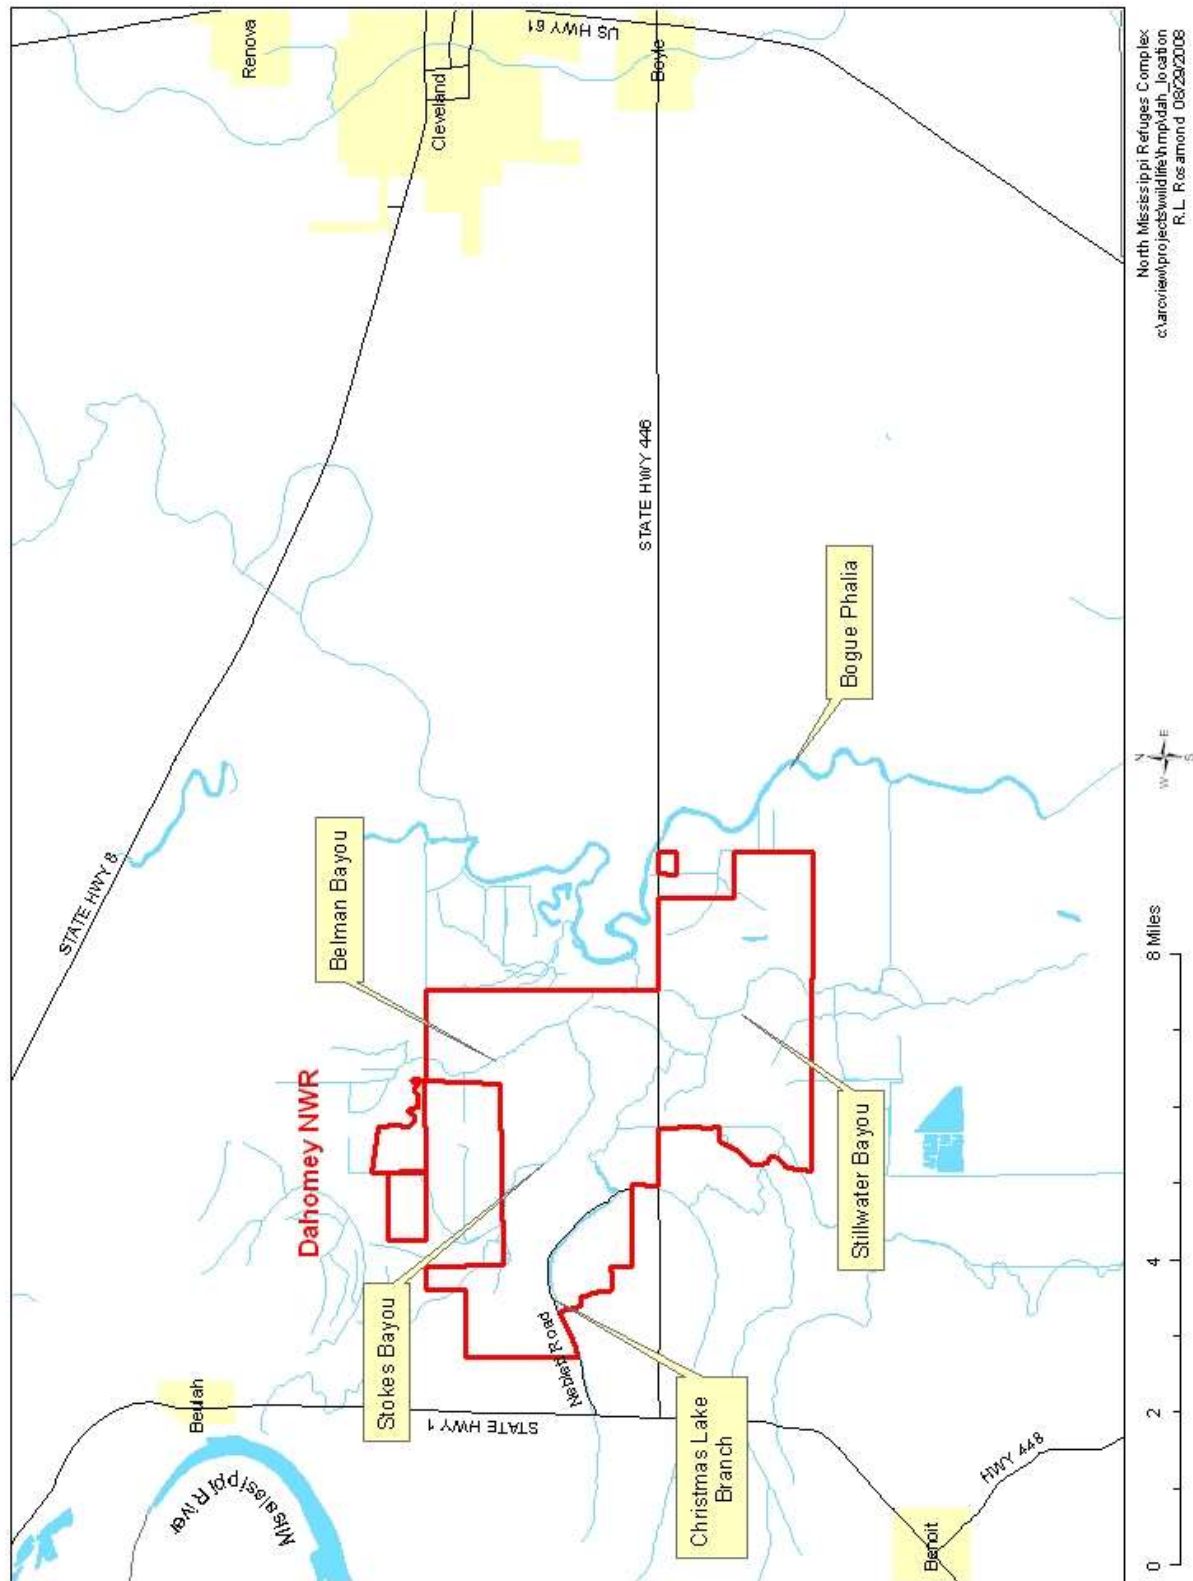 Renova
Cleveland
Boyle
US HWY 61
STATE HWY 8
STATE HWY 446
Belman Bayou
Bogue Phalia
Dahomey NWR
Stokes Bayou
Stillwater Bayou
Christmas Lake
Branch
Beulah
STATE HWY 1
Mississippi River
HWY 448
Benoit
0
2
4
8 Miles
N
W
E
S
North Mississippi Refuges Complex
R.L. Rosamond 08/29/2008